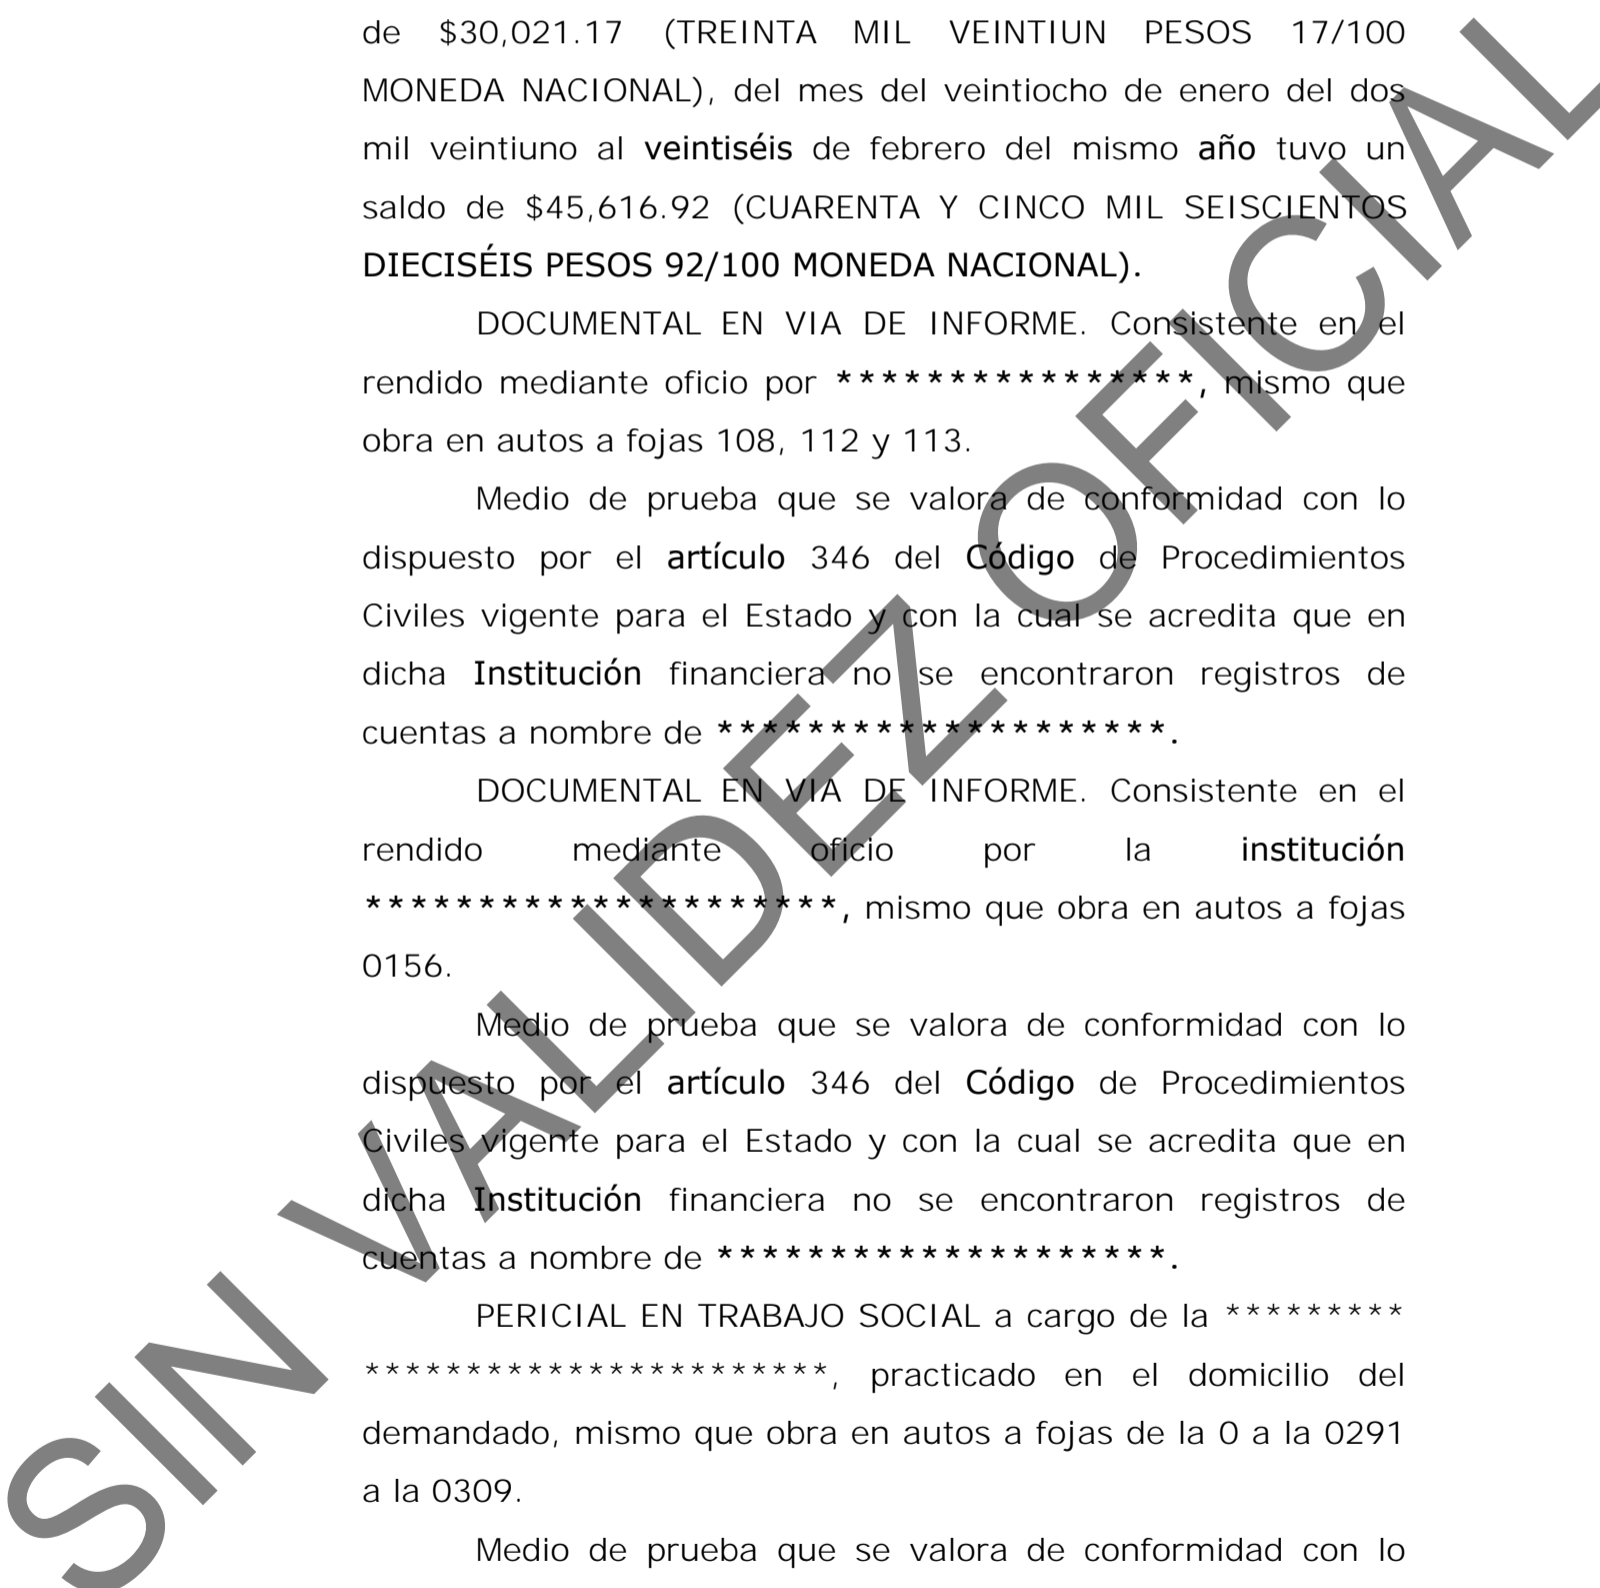 de $30,021.17 (TREINTA MIL VEINTIUN PESOS 17/100
MONEDA NACIONAL), del mes del veintiocho de enero del dos
mil veintiuno al veintiséis de febrero del mismo año tuvo un
saldo de $45,616.92 (CUARENTA Y CINCO MIL SEISCIENTOS
DIECISÉIS PESOS 92/100 MONEDA NACIONAL).
DOCUMENTAL EN VIA DE INFORME. Consistente en el
rendido mediante oficio por ****************, mismo que
obra en autos a fojas 108, 112 y 113.
Medio de prueba que se valora de conformidad con lo
dispuesto por el artículo 346 del Código de Procedimientos
Civiles vigente para el Estado y con la cual se acredita que en
dicha Institución financiera no se encontraron registros de
cuentas a nombre de ********************.
DOCUMENTAL EN VIA DE INFORME. Consistente en el
rendido mediante oficio por la institución
*********************, mismo que obra en autos a fojas
0156.
Medio de prueba que se valora de conformidad con lo
dispuesto por el artículo 346 del Código de Procedimientos
Civiles vigente para el Estado y con la cual se acredita que en
dicha Institución financiera no se encontraron registros de
cuentas a nombre de ********************.
PERICIAL EN TRABAJO SOCIAL a cargo de la *********
***********************, practicado en el domicilio del
demandado, mismo que obra en autos a fojas de la 0 a la 0291
a la 0309.
Medio de prueba que se valora de conformidad con lo
SIN VALIDEZ OFICIAL